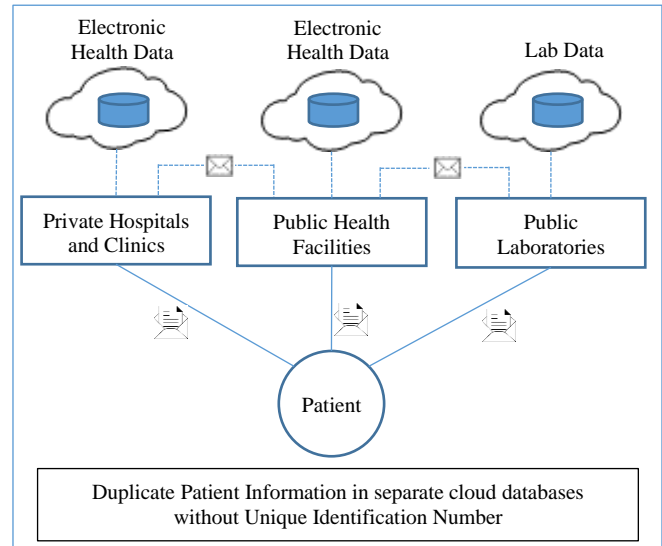 Electronic
Health Data
Electronic
Health Data
Lab Data
Private Hospitals
and Clinics
Public Health
Facilities
Public
Laboratories
Patient
Duplicate Patient Information in separate cloud databases
without Unique Identification Number